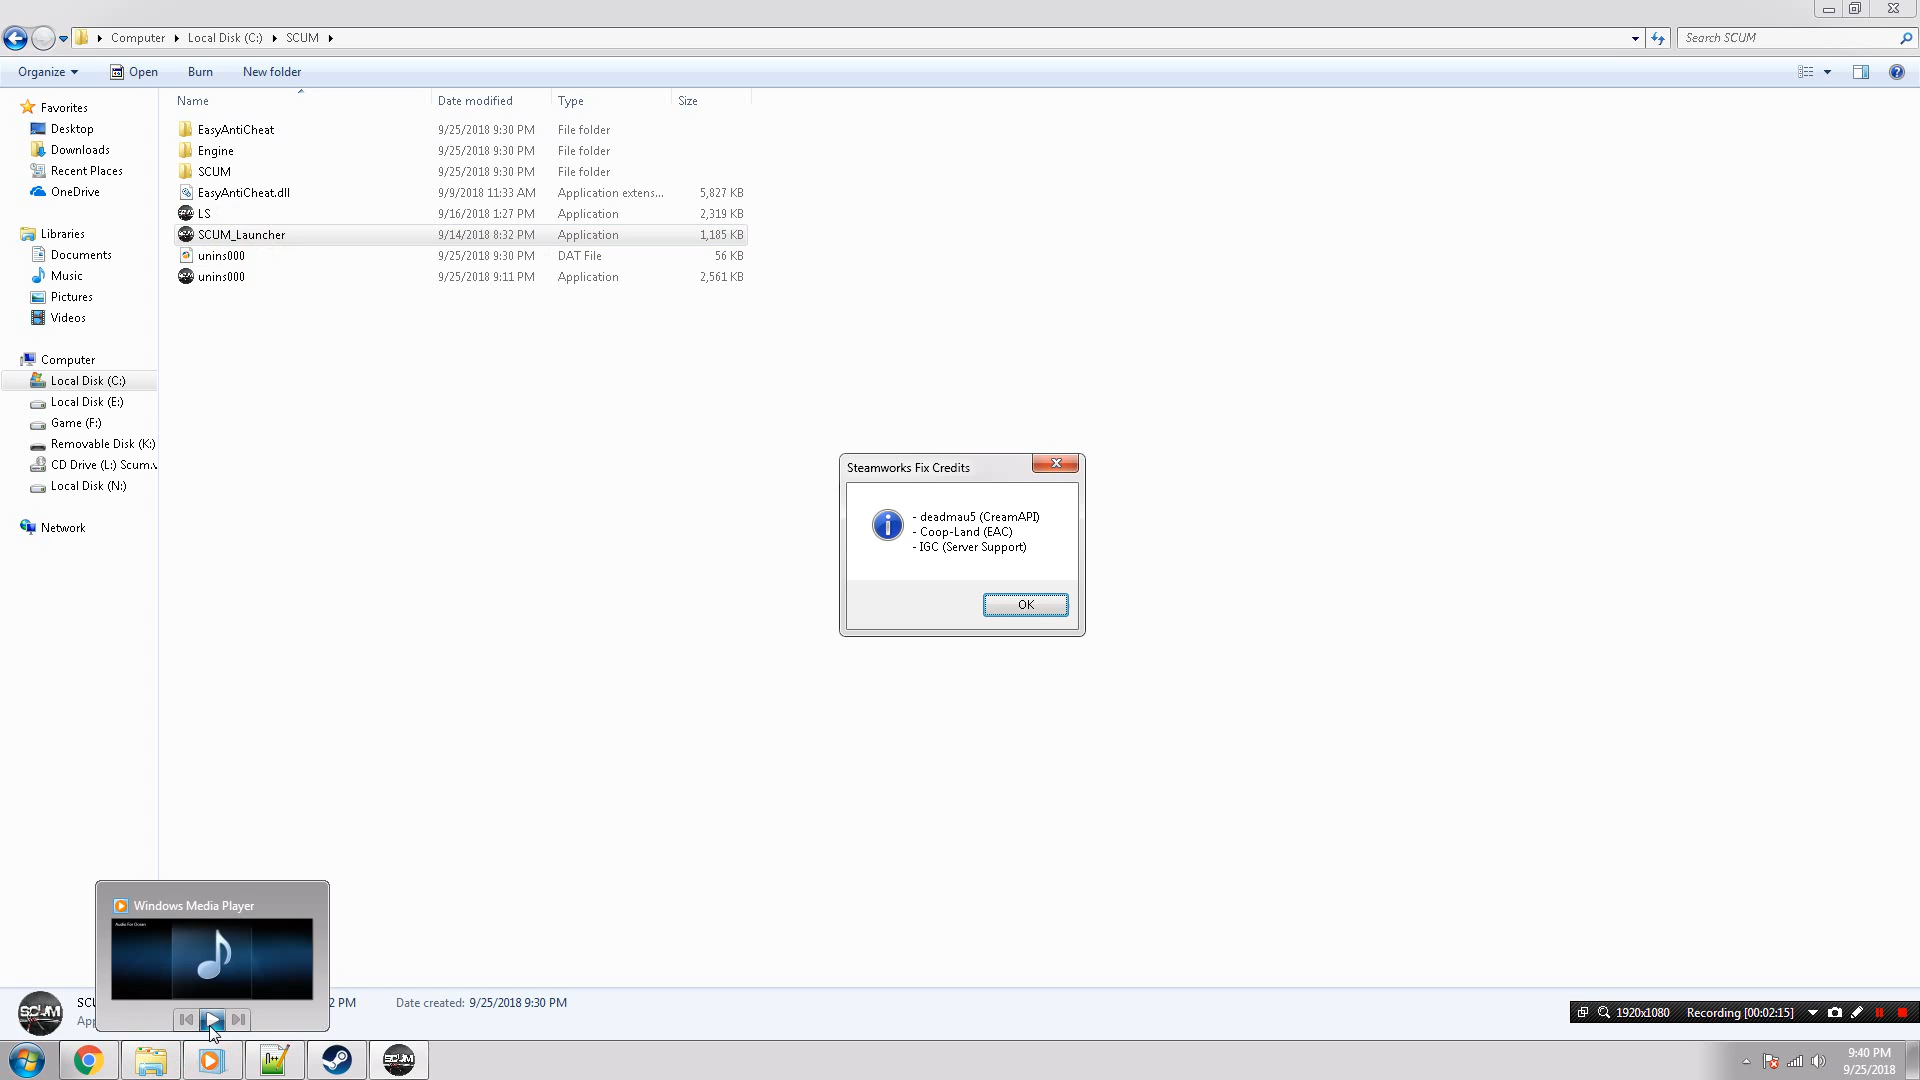 Computer Local Disk (C:) SCUM
Search SCUM
Organize Open Burn New folder
Name Date modified Type Size
Favorites
Desktop
Downloads
Recent Places
OneDrive
Libraries
Documents
Music
Pictures
Videos
Computer
Local Disk (C:)
Local Disk (E:)
Game (F:)
Removable Disk (K:)
CD Drive (L:) Scum.v
Local Disk (N:)
Network
EasyAntiCheat 9/25/2018 9:30 PM File folder
Engine 9/25/2018 9:30 PM File folder
SCUM 9/25/2018 9:30 PM File folder
EasyAntiCheat.dll 9/9/2018 11:33 AM Application extens... 5,827 KB
LS 9/16/2018 1:27 PM Application 2,319 KB
SCUM_Launcher 9/14/2018 8:32 PM Application 1,185 KB
unins000 9/25/2018 9:30 PM DAT File 56 KB
unins000 9/25/2018 9:11 PM Application 2,561 KB
Steamworks Fix Credits
- deadmau5 (CreamAPI)
- Coop-Land (EAC)
- IGC (Server Support)
OK
Windows Media Player
Audio For Ocean
SCUM
SCU 2 PM Date created: 9/25/2018 9:30 PM
App
1920x1080 Recording [00:02:15]
n++
SCUM
9:40 PM
9/25/2018